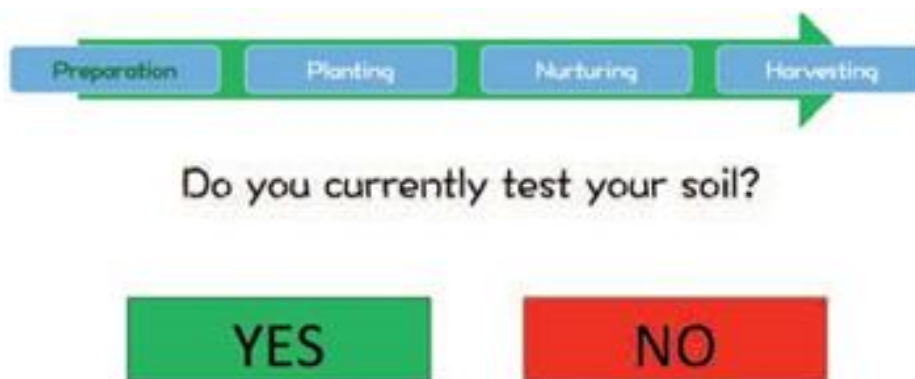 Preparation Planting Nurturing Harvesting
Do you currently test your soil?
YES NO